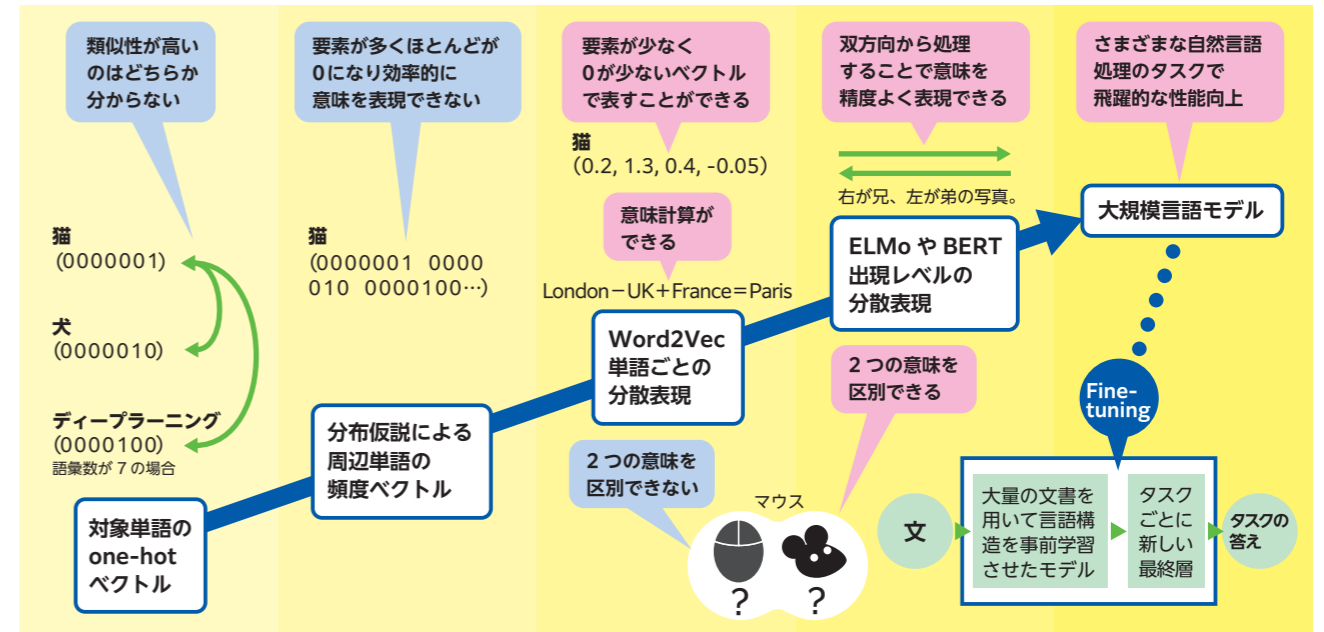 類似性が高い
のはどちらか
分からない
猫
(0000001)
犬
(0000010)
ディープラーニング
(0000100)
語彙数が 7 の場合
対象単語の
one-hot
ベクトル
要素が多くほとんどが
0になり効率的に
意味を表現できない
猫
(0000001 0000
010 0000100…)
分布仮説による
周辺単語の
頻度ベクトル
要素が少なく
0が少ないベクトル
で表すことができる
猫
(0.2, 1.3, 0.4, -0.05)
意味計算が
できる
London−UK+France=Paris
Word2Vec
単語ごとの
分散表現
2 つの意味を
区別できない
マウス
?
?
双方向から処理
することで意味を
精度よく表現できる
右が兄、左が弟の写真。
ELMo や BERT
出現レベルの
分散表現
2 つの意味を
区別できる
さまざまな自然言語
処理のタスクで
飛躍的な性能向上
大規模言語モデル
Fine-
tuning
文
大量の文書を
用いて言語構
造を事前学習
させたモデル
タスク
ごとに
新しい
最終層
タスクの
答え